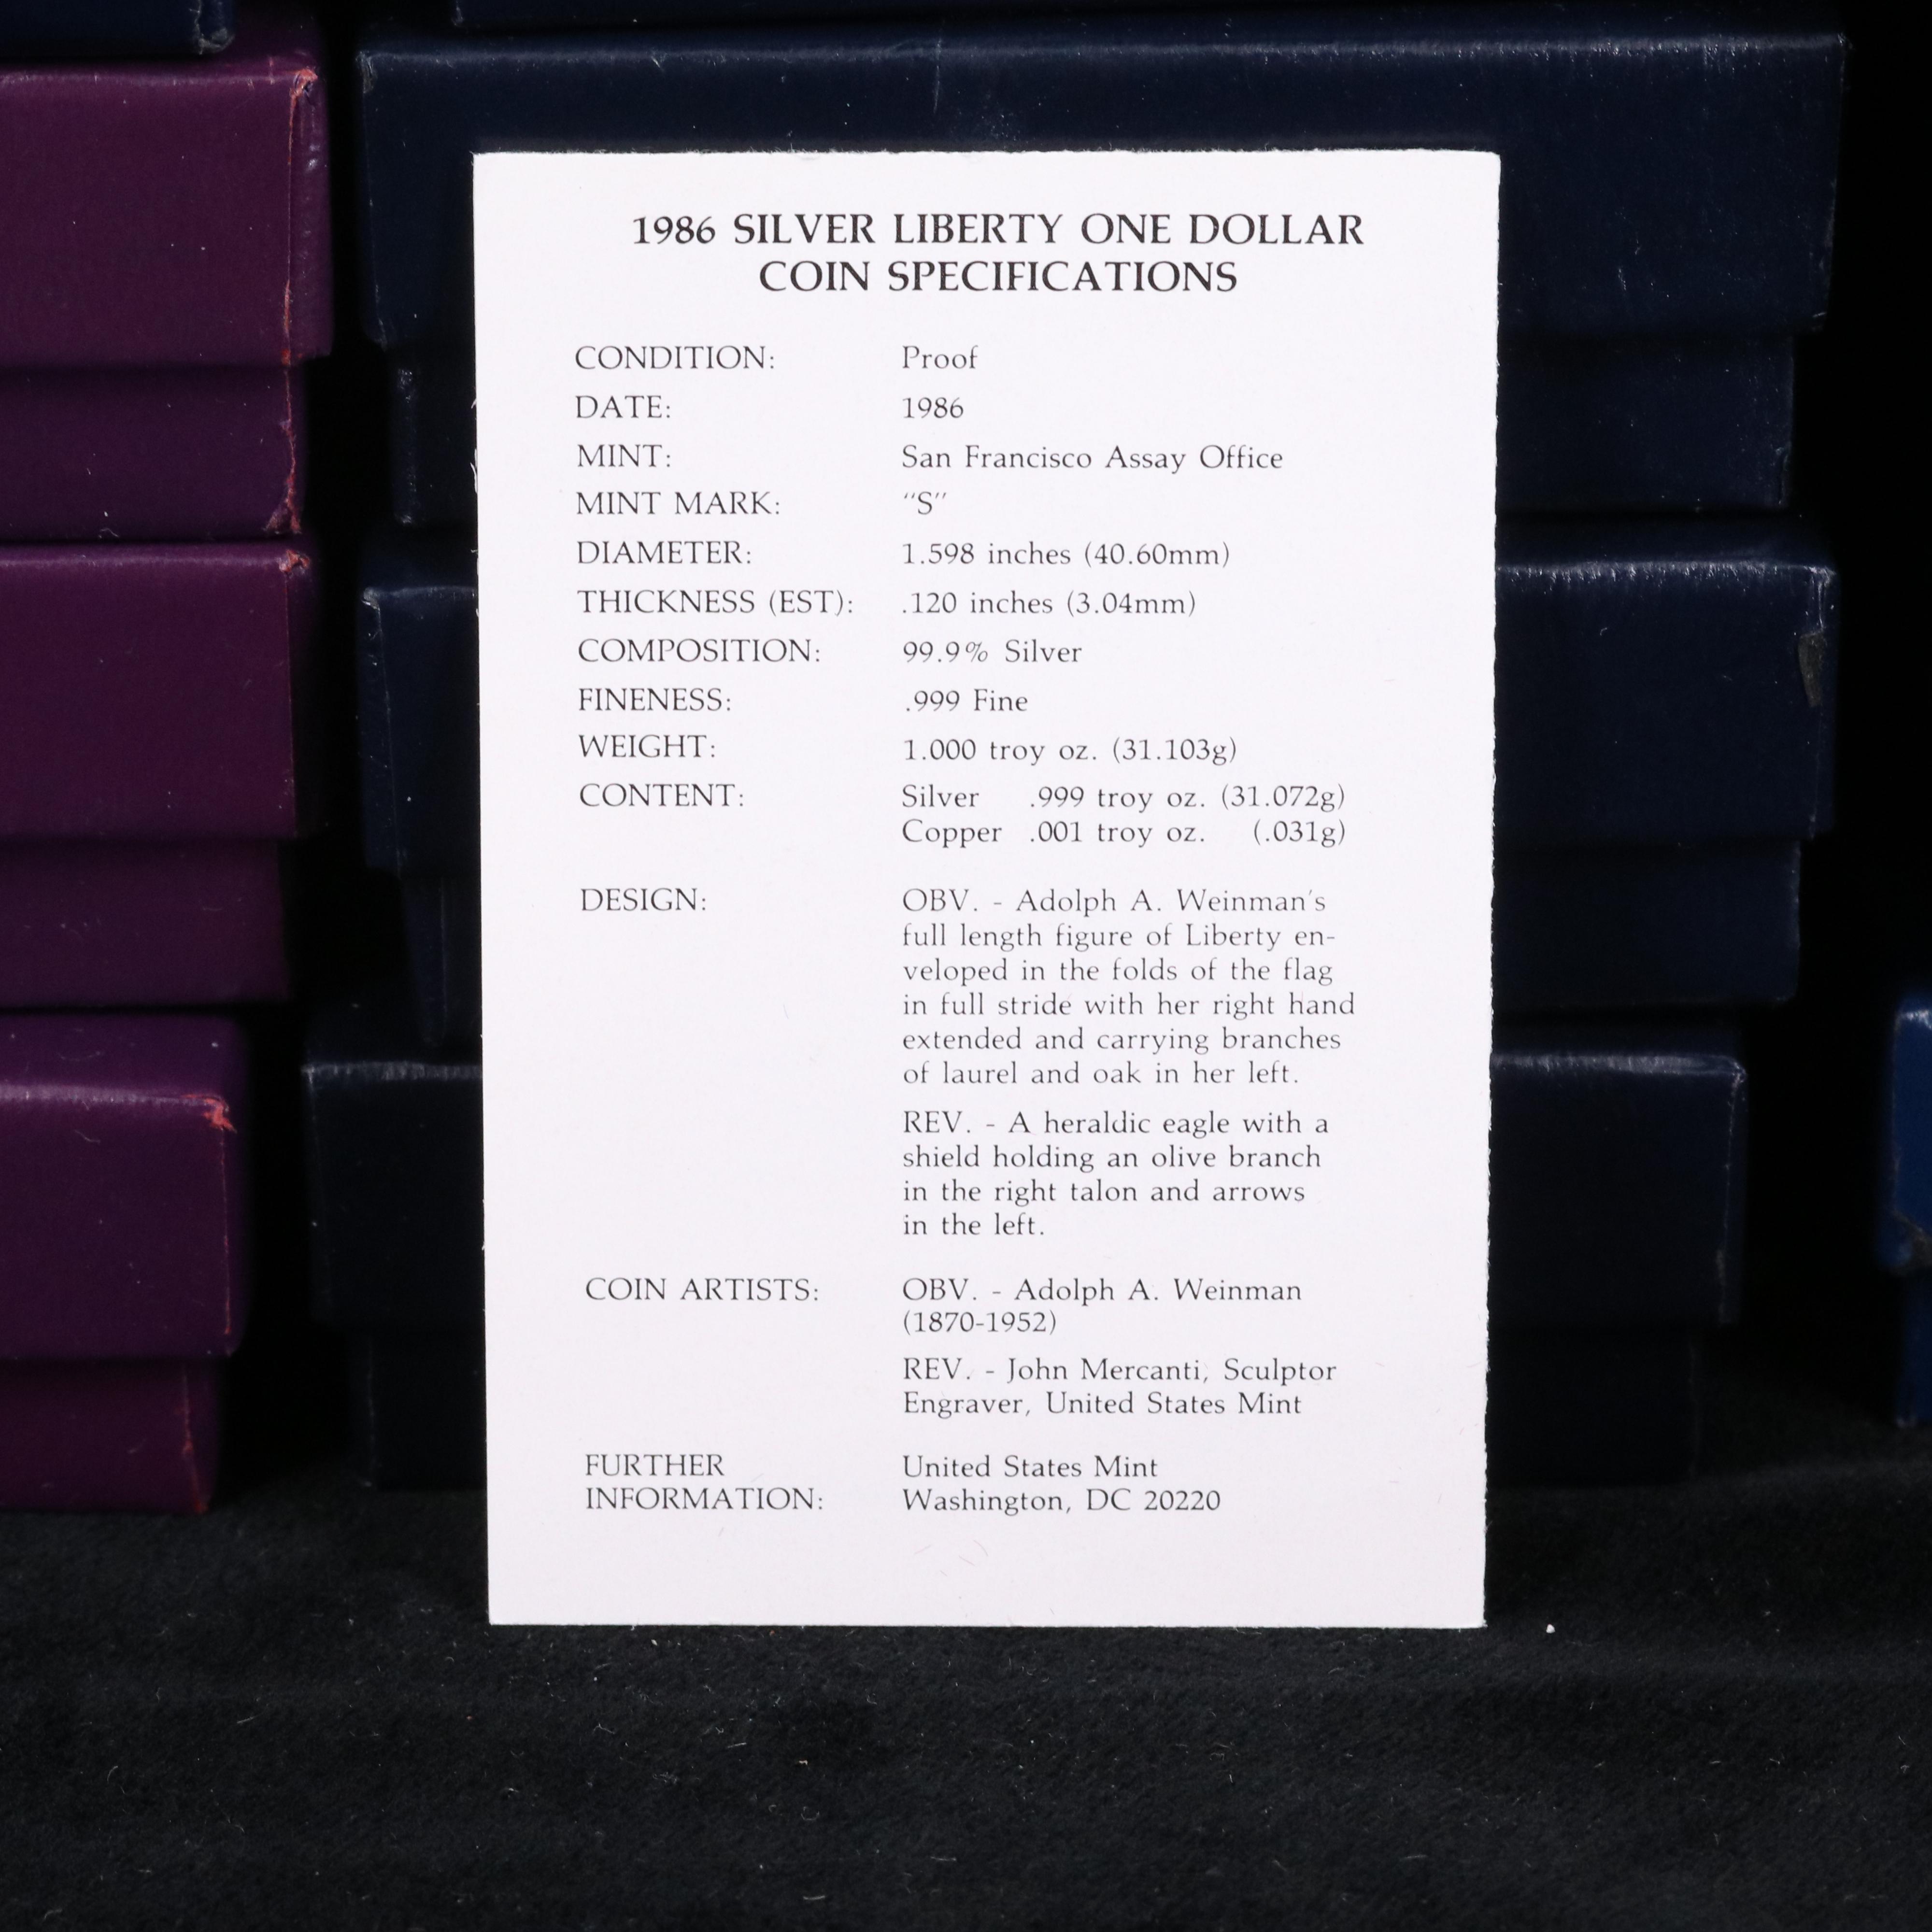 1986 SILVER LIBERTY ONE DOLLAR
COIN SPECIFICATIONS
CONDITION: Proof
DATE: 1986
MINT: San Francisco Assay Office
MINT MARK: “S”
DIAMETER: 1.598 inches (40.60mm)
THICKNESS (EST): .120 inches (3.04mm)
COMPOSITION: 99.9% Silver
FINENESS: .999 Fine
WEIGHT: 1.000 troy oz. (31.103g)
CONTENT: Silver .999 troy oz. (31.072g)
Copper .001 troy oz. (.031g)
DESIGN: OBV. - Adolph A. Weinman's
full length figure of Liberty en-
veloped in the folds of the flag
in full stride with her right hand
extended and carrying branches
of laurel and oak in her left.
REV. - A heraldic eagle with a
shield holding an olive branch
in the right talon and arrows
in the left.
COIN ARTISTS: OBV. - Adolph A. Weinman
(1870-1952)
REV. - John Mercanti, Sculptor
Engraver, United States Mint
FURTHER United States Mint
INFORMATION: Washington, DC 20220